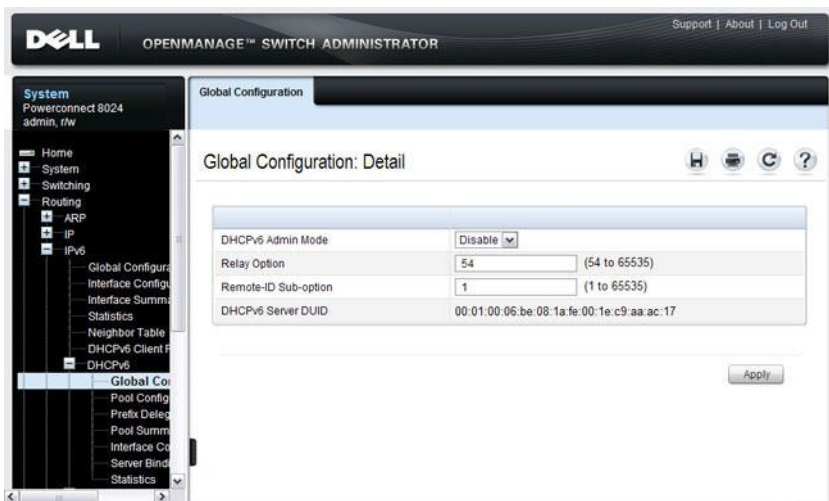 DELL
OPENMANAGE™ SWITCH ADMINISTRATOR
Support | About | Log Out
System
Powerconnect 8024
admin, r/w
Home
System
Switching
Routing
ARP
IP
IPv6
Global Configura
Interface Configu
Interface Summa
Statistics
Neighbor Table
DHCPv6 Client F
DHCPv6
Global Co
Pool Config
Prefix Deleg
Pool Summ
Interface Co
Server Bindi
Statistics
Global Configuration
Global Configuration: Detail
DHCPv6 Admin Mode Disable
Relay Option 54 (54 to 65535)
Remote-ID Sub-option 1 (1 to 65535)
DHCPv6 Server DUID 00:01:00:06:be:08:1a:fe:00:1e:c9:aa:ac:17
Apply